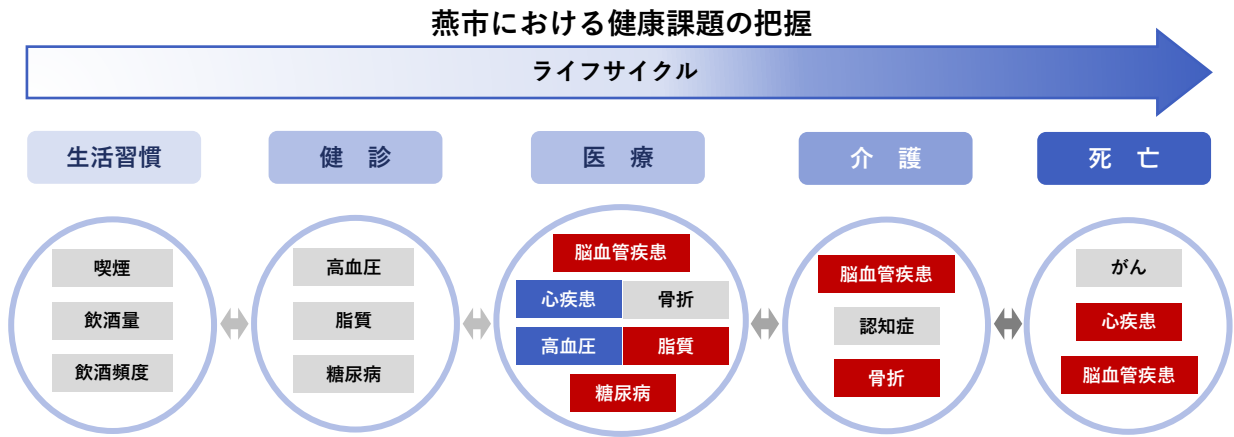 燕市における健康課題の把握
ライフサイクル
生活習慣
健　診
医　療
介　護
死　亡
喫煙
飲酒量
飲酒頻度
高血圧
脂質
糖尿病
脳血管疾患
心疾患
骨折
高血圧
脂質
糖尿病
脳血管疾患
認知症
骨折
がん
心疾患
脳血管疾患